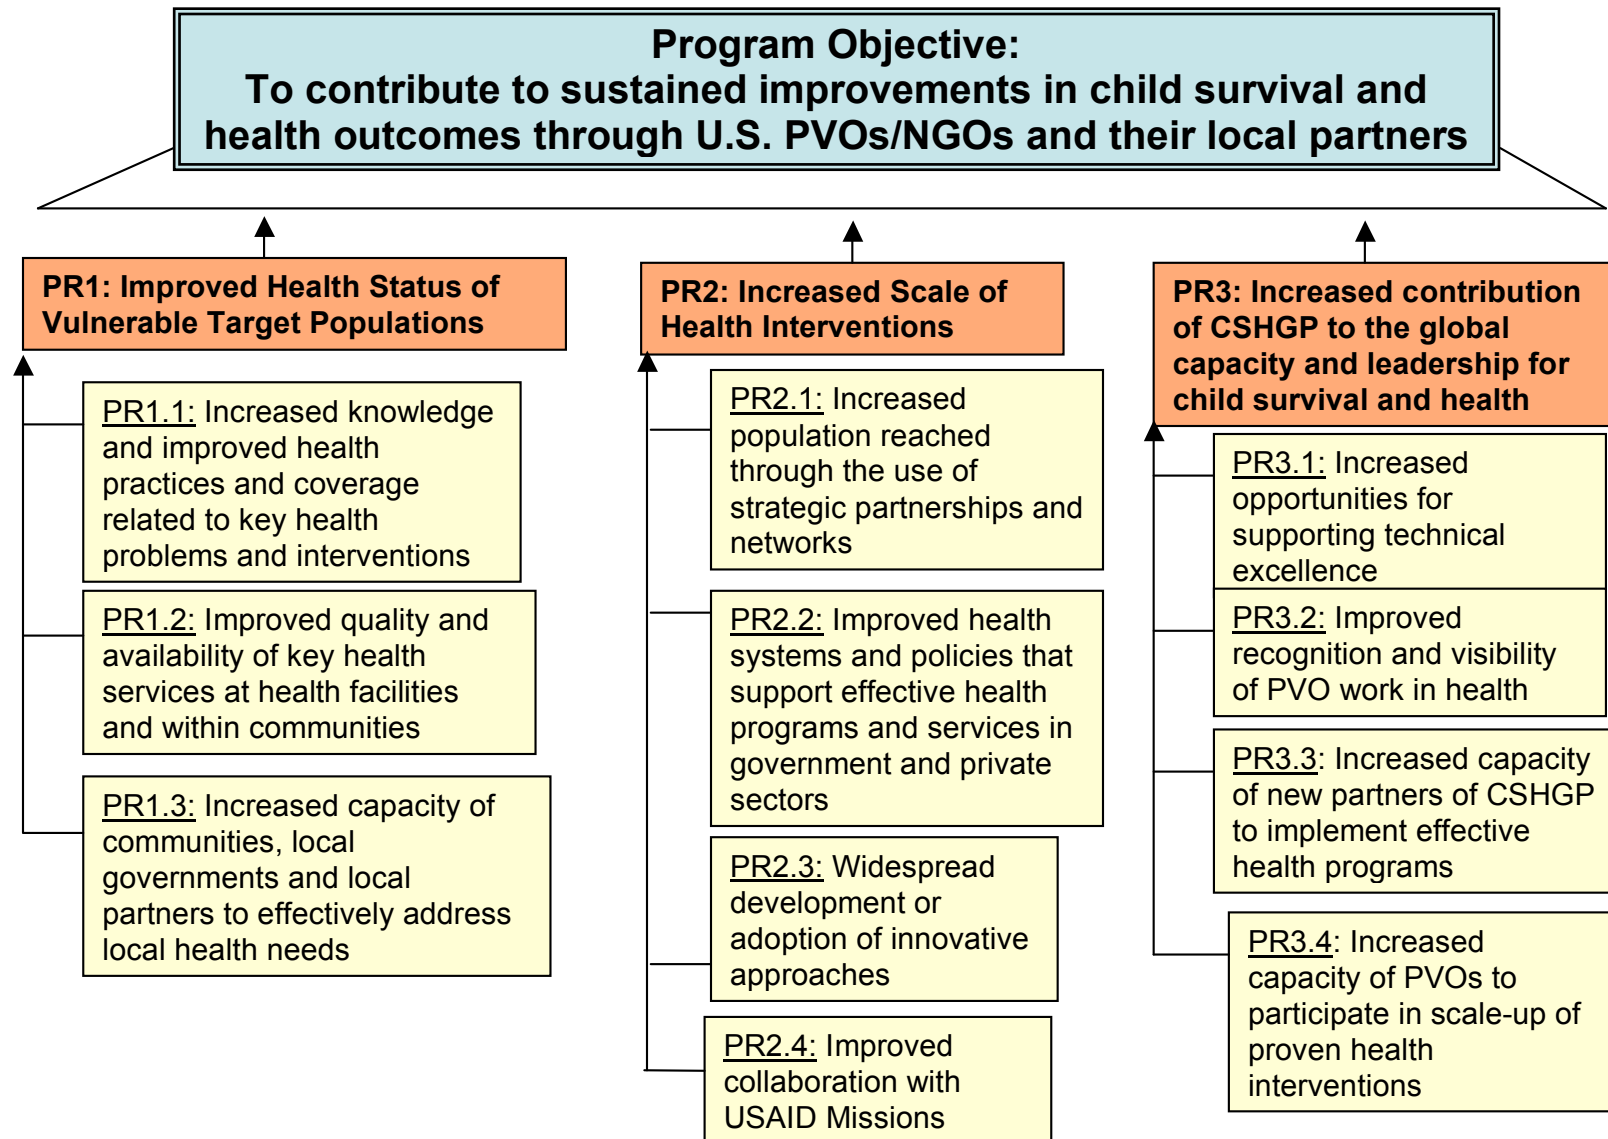 Program Objective:
To contribute to sustained improvements in child survival and
health outcomes through U.S. PVOs/NGOs and their local partners
PR1: Improved Health Status of
Vulnerable Target Populations
PR1.1: Increased knowledge
and improved health
practices and coverage
related to key health
problems and interventions
PR1.2: Improved quality and
availability of key health
services at health facilities
and within communities
PR1.3: Increased capacity of
communities, local
governments and local
partners to effectively address
local health needs
PR2: Increased Scale of
Health Interventions
PR2.1: Increased
population reached
through the use of
strategic partnerships and
networks
PR2.2: Improved health
systems and policies that
support effective health
programs and services in
government and private
sectors
PR2.3: Widespread
development or
adoption of innovative
approaches
PR2.4: Improved
collaboration with
USAID Missions
PR3: Increased contribution
of CSHGP to the global
capacity and leadership for
child survival and health
PR3.1: Increased
opportunities for
supporting technical
excellence
PR3.2: Improved
recognition and visibility
of PVO work in health
PR3.3: Increased capacity
of new partners of CSHGP
to implement effective
health programs
PR3.4: Increased
capacity of PVOs to
participate in scale-up of
proven health
interventions